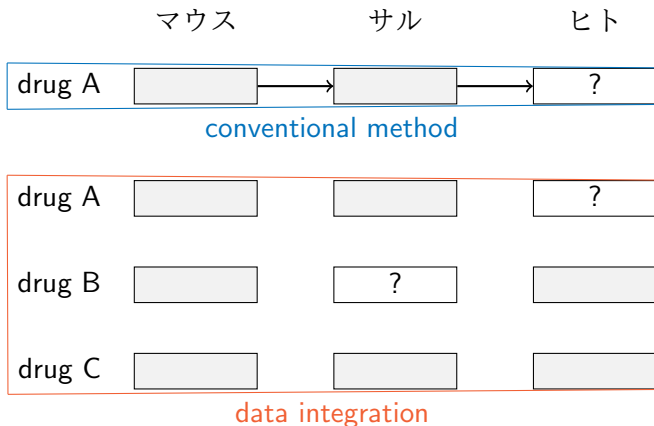 マウス サル ヒト
drug A ?
conventional method
drug A ?
drug B ?
drug C
data integration